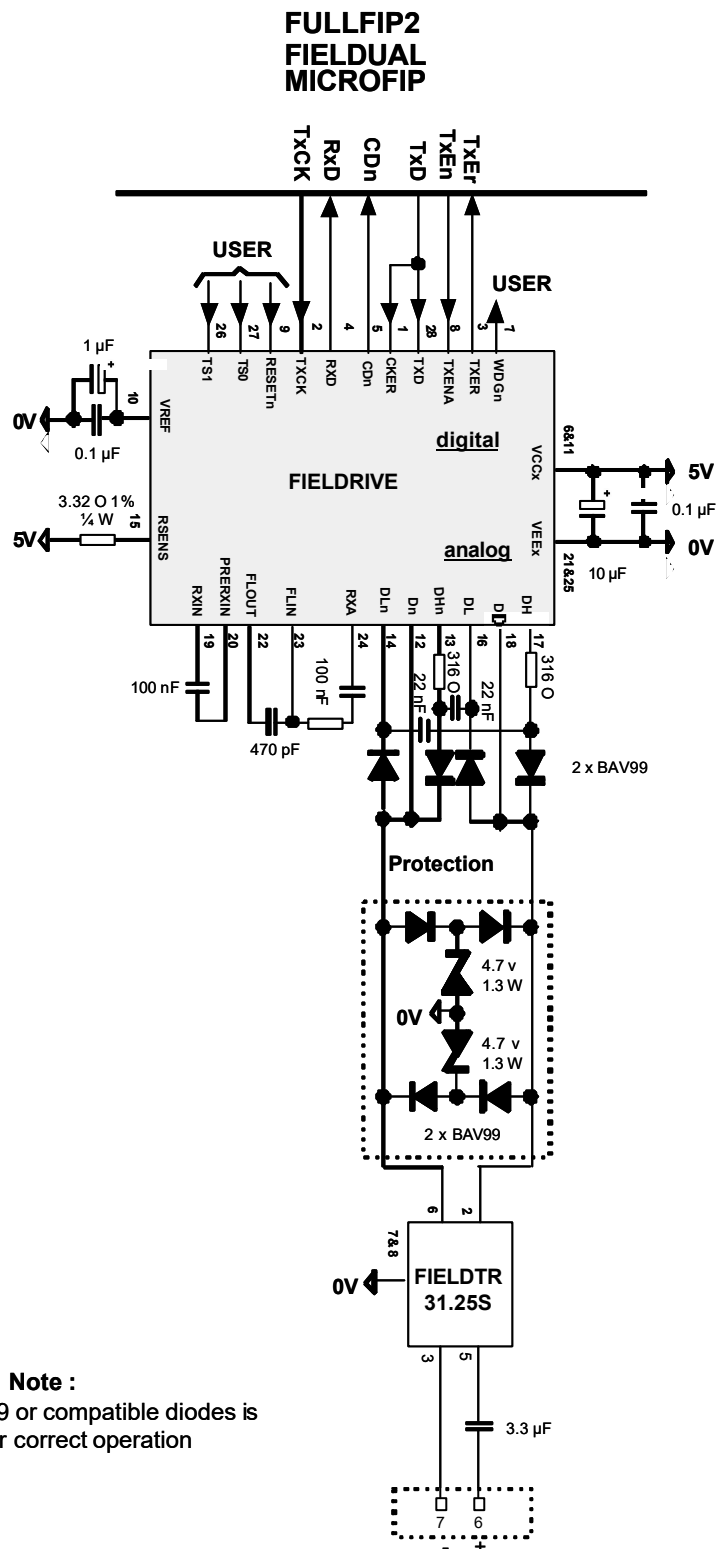 FULLFIP2
FIELDUAL
MICROFIP
TxCK
RxD
CDn
TxD
TxEn
TxEr
USER
USER
26
27
9
2
4
5
1
28
8
3
7
TS1
TS0
RESETn
TXCK
RXD
CDn
CKER
TXD
TXENA
TXER
WDGn
1 µF
+
10
VREF
0V
0.1 µF
digital
6&11
VCCx
5V
FIELDRIVE
+
0.1 µF
3.32 O 1%
¼ W
15
RSENS
5V
analog
VEEx
0V
21&25
10 µF
RXIN
PRERXIN
FLOUT
FLIN
RXA
DLn
Dn
DHn
DL
D
DH
19
20
22
23
24
14
12
13
16
18
17
100 nF
470 pF
100 nF
22 nF
316 O
22 nF
316 O
2 x BAV99
Protection
4.7 v
1.3 W
0V
4.7 v
1.3 W
2 x BAV99
6
2
7&8
0V
FIELDTR
31.25S
3
5
Note :
9 or compatible diodes is
r correct operation
3.3 µF
7
6
-
+